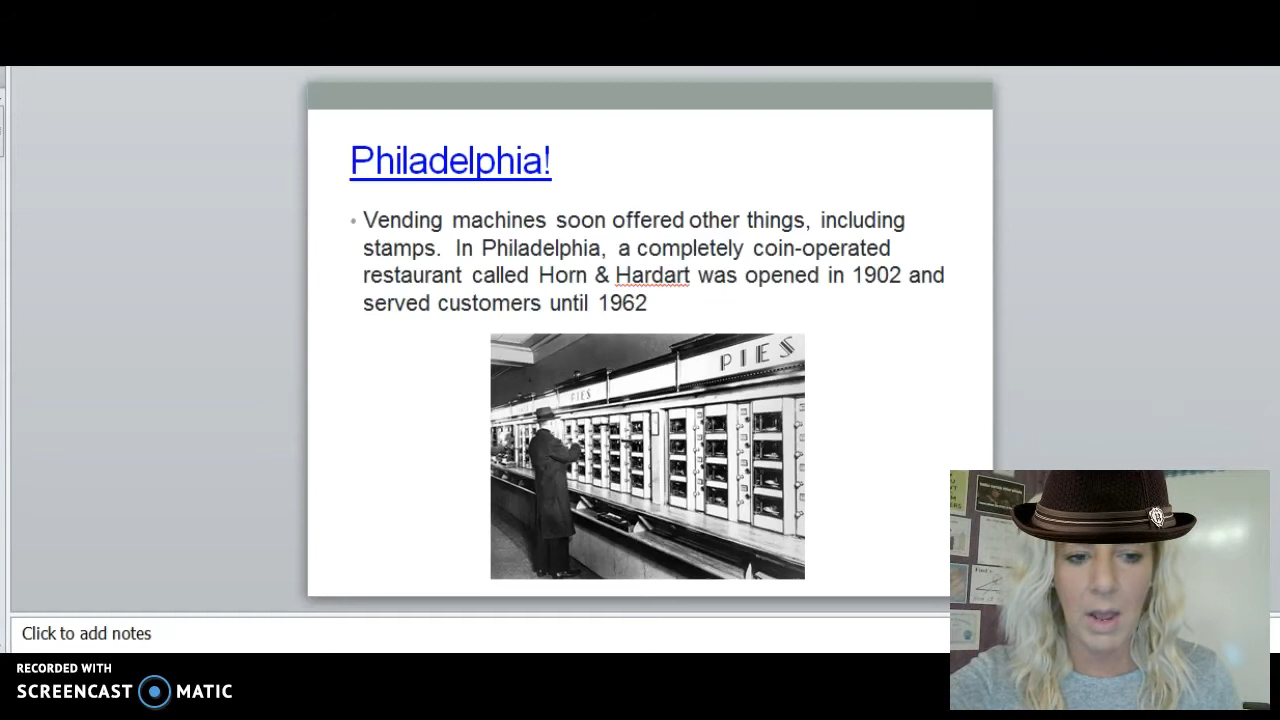 Philadelphia!
• Vending machines soon offered other things, including
stamps. In Philadelphia, a completely coin-operated
restaurant called Horn & Hardart was opened in 1902 and
served customers until 1962
PIES
PIES
Click to add notes
RECORDED WITH
SCREENCAST MATIC